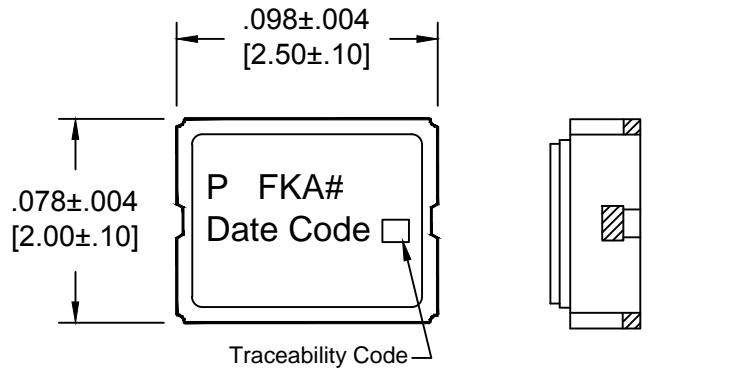 .098±.004
[2.50±.10]
.078±.004
[2.00±.10]
P FKA#
Date Code
Traceability Code